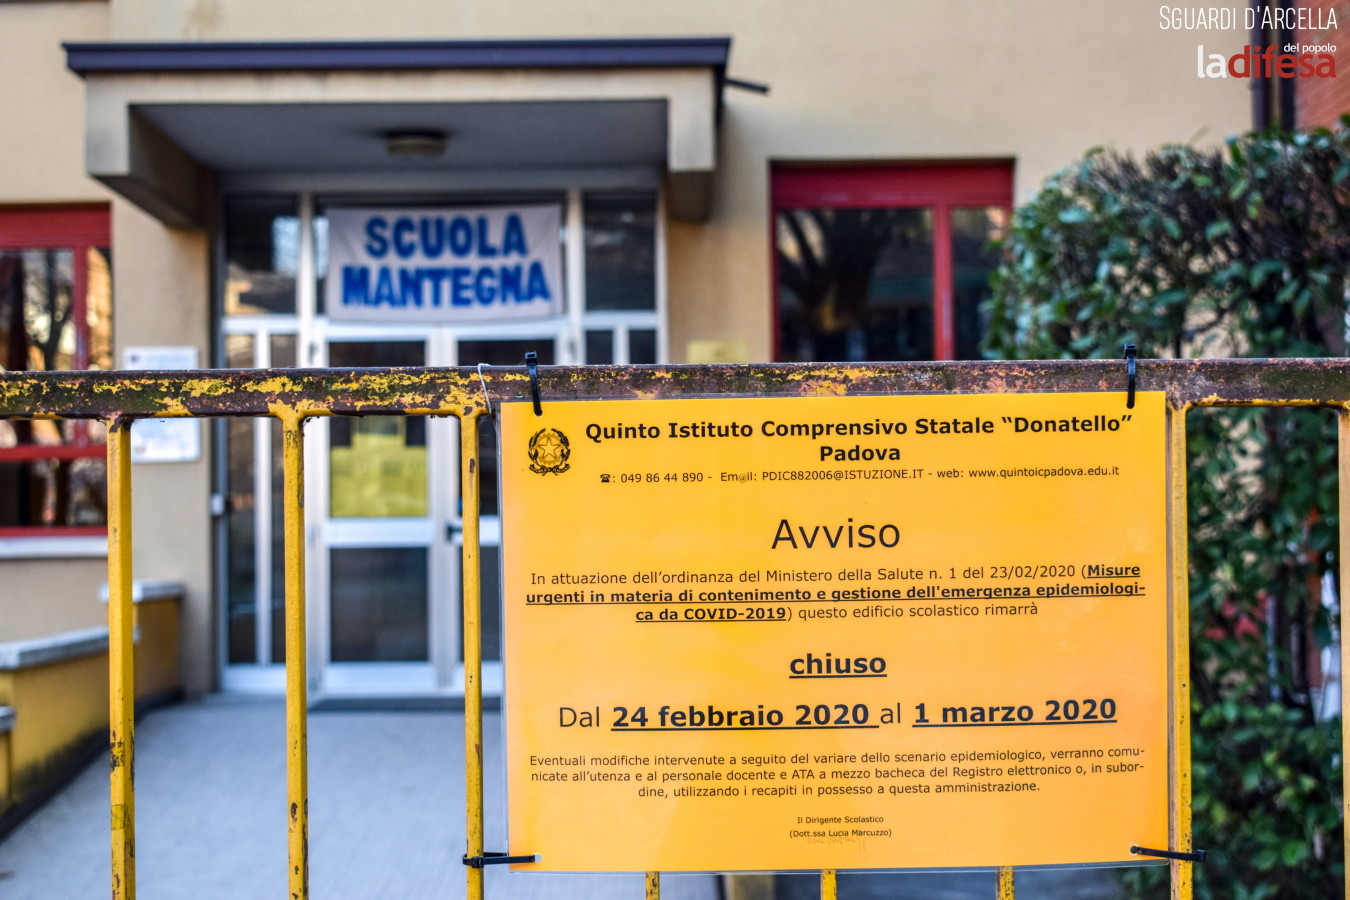 SGUARDI D'ARCELLA
del popolo
ladifesa
SCUOLA
MANTEGNA
Quinto Istituto Comprensivo Statale “Donatello”
Padova
☎: 049 86 44 890 - Em@il: PDIC882006@ISTUZIONE.IT - web: www.quintoicpadova.edu.it
Avviso
In attuazione dell’ordinanza del Ministero della Salute n. 1 del 23/02/2020 (Misure
urgenti in materia di contenimento e gestione dell'emergenza epidemiologi-
ca da COVID-2019) questo edificio scolastico rimarrà
chiuso
Dal 24 febbraio 2020 al 1 marzo 2020
Eventuali modifiche intervenute a seguito del variare dello scenario epidemiologico, verranno comu-
nicate all’utenza e al personale docente e ATA a mezzo bacheca del Registro elettronico o, in subor-
dine, utilizzando i recapiti in possesso a questa amministrazione.
Il Dirigente Scolastico
(Dott.ssa Lucia Marcuzzo)